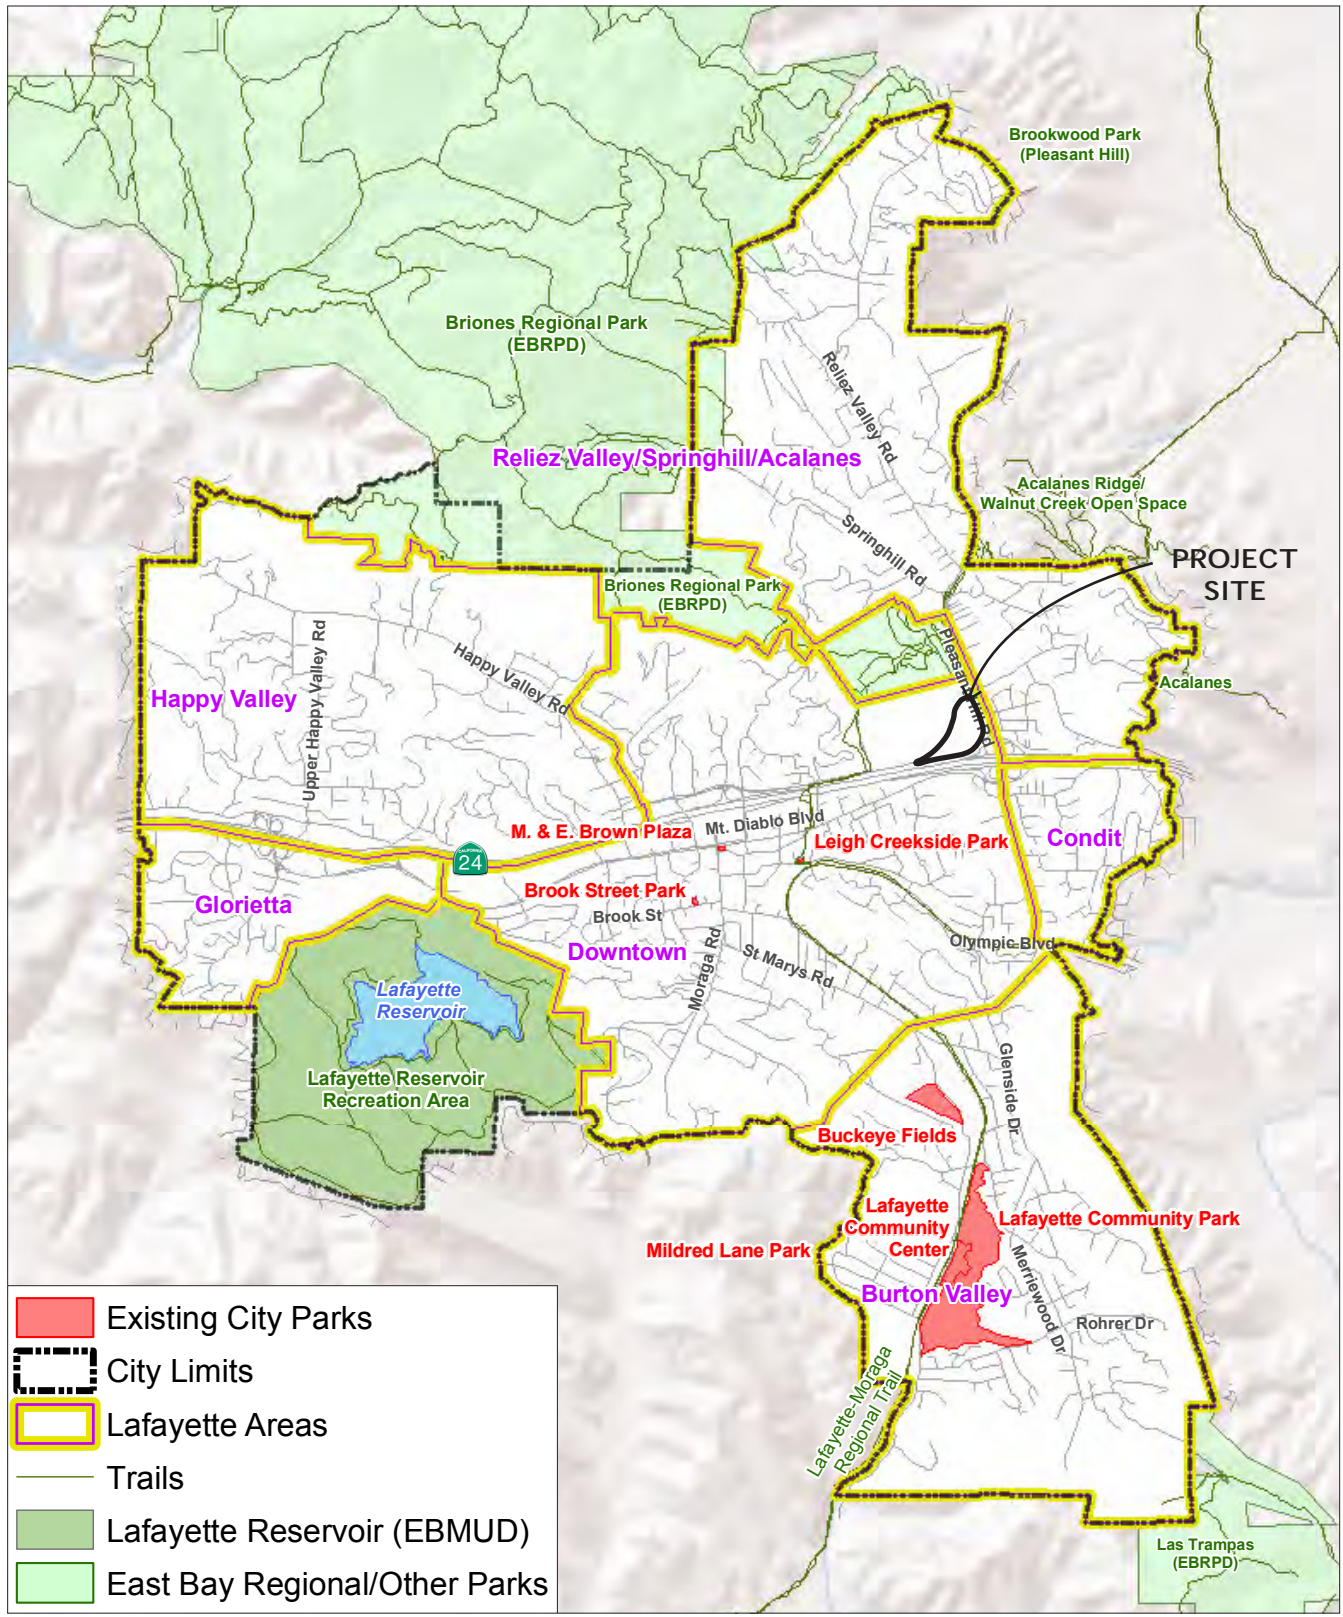 Brookwood Park
(Pleasant Hill)
Briones Regional Park
(EBRPD)
Reliez Valley Rd
Reliez Valley/Springhill/Acalanes
Acalanes Ridge/
Walnut Creek Open Space
Springhill Rd
PROJECT
SITE
Briones Regional Park
(EBRPD)
Upper Happy Valley Rd
Happy Valley Rd
Pleasant Hill Rd
Happy Valley
Acalanes
M. & E. Brown Plaza
Mt. Diablo Blvd
Leigh Creekside Park
Condit
CALIFORNIA
24
Brook Street Park
Glorietta
Brook St
Downtown
Moraga Rd
St Marys Rd
Olympic Blvd
Lafayette
Reservoir
Lafayette Reservoir
Recreation Area
Glenside Dr
Buckeye Fields
Lafayette
Community
Center
Lafayette Community Park
Mildred Lane Park
Burton Valley
Merriewood Dr
Rohrer Dr
Lafayette-Moraga
Regional Trail
Las Trampas
(EBRPD)
Existing City Parks
City Limits
Lafayette Areas
Trails
Lafayette Reservoir (EBMUD)
East Bay Regional/Other Parks